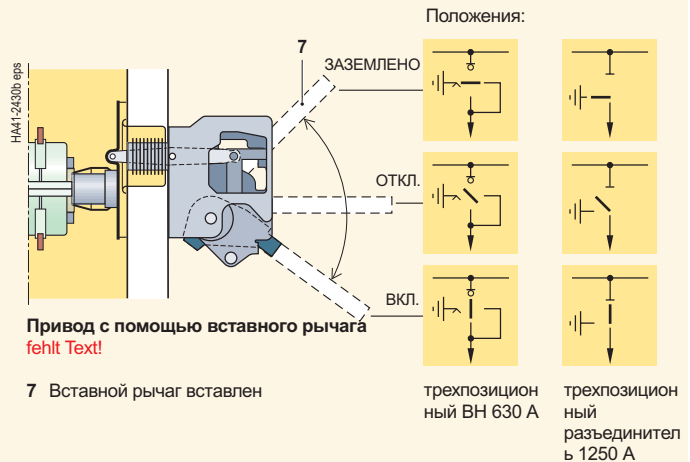 Положения:
7
ЗАЗЕМЛЕНО
HA41-2430b eps
ОТКЛ.
ВКЛ.
Привод с помощью вставного рычага
fehlt Text!
7 Вставной рычаг вставлен
трехпозицион
ный ВН 630 А
трехпозицион
ный
разъединител
ь 1250 А